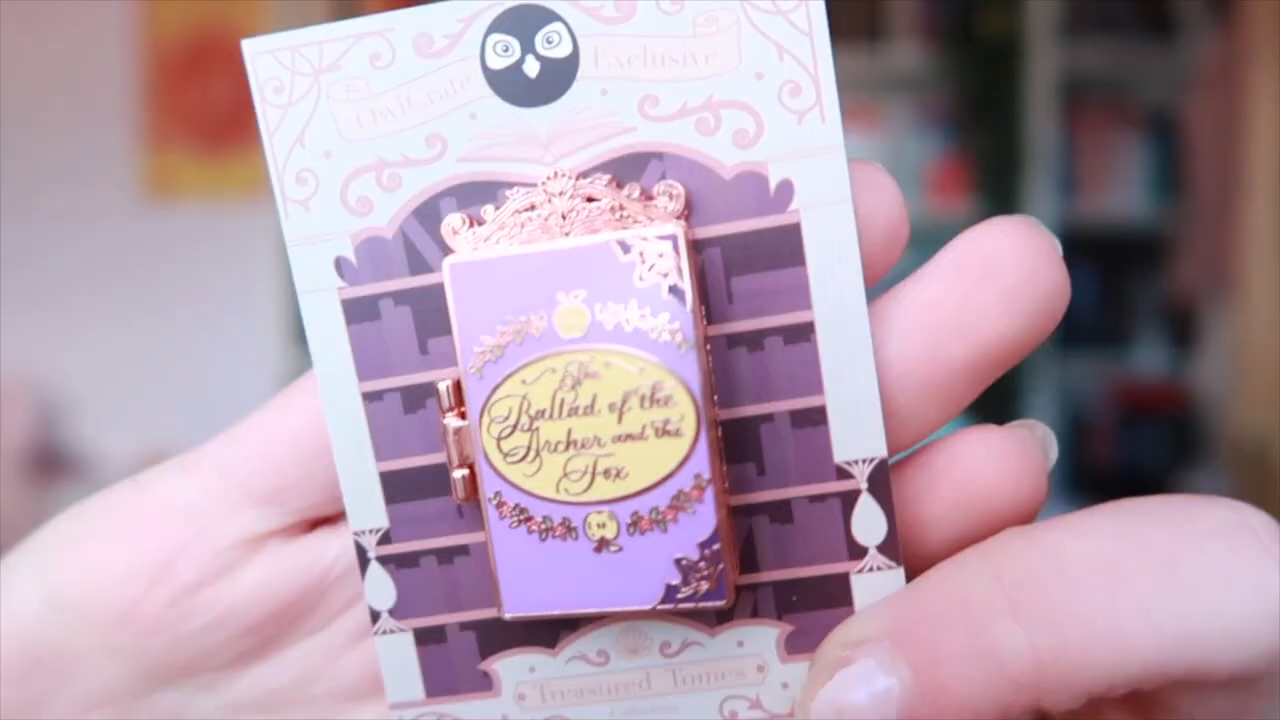 OwlCrate Exclusive
The
Ballad of the
Archer and the
Fox
Treasured Tomes